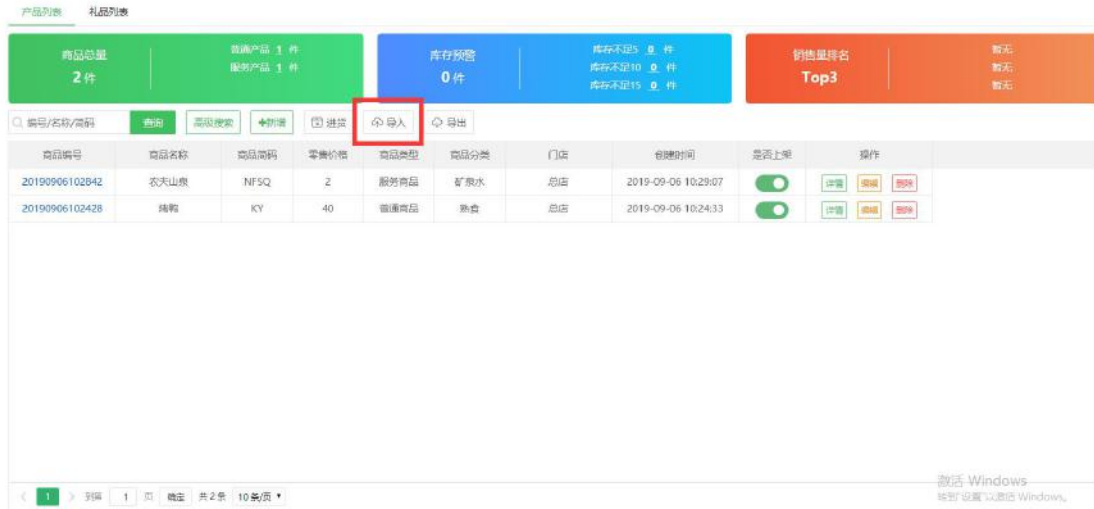 产品列表 礼品列表
商品总量 普通产品 1 件 库存预警 库存不足5 0 件 销售量排名 暂无
2件 服务产品 1 件 0件 库存不足10 0 件 Top3 暂无
库存不足15 0 件 暂无
编号/名称/简码 查询 高级搜索 +新增 进货 导入 导出
商品编号 商品名称 商品简码 零售价格 商品类型 商品分类 门店 创建时间 是否上架 操作
20190906102842 农夫山泉 NFSQ 2 服务商品 矿泉水 总店 2019-09-06 10:29:07 详情 编辑 删除
20190906102428 烤鸭 KY 40 普通商品 熟食 总店 2019-09-06 10:24:33 详情 编辑 删除
< 1 > 到第 1 页 确定 共2条 10条/页
激活 Windows
转到"设置"以激活 Windows。